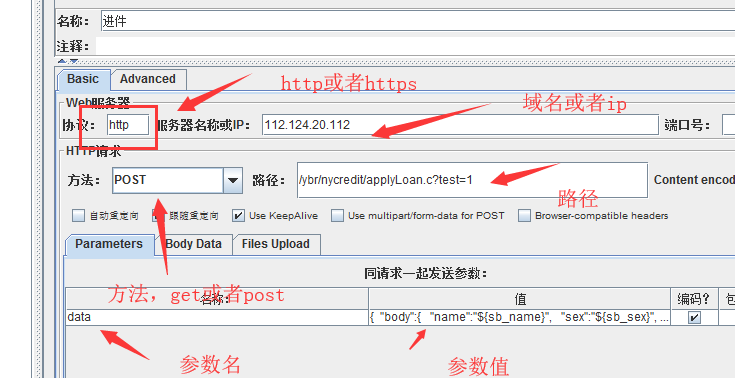 名称： 进件
注释：
Basic Advanced
http或者https
Web服务器
域名或者ip
协议： http 服务器名称或IP： 112.124.20.112 端口号：
HTTP请求
方法： POST 路径： /ybr/nycredit/applyLoan.c?test=1 Content encod
路径
自动重定向 跟随重定向 Use KeepAlive Use multipart/form-data for POST Browser-compatible headers
Parameters Body Data Files Upload
同请求一起发送参数：
方法，get或者post
名称： 值 编码？ 包
data { "body":{ "name":"${sb_name}", "sex":"${sb_sex}", ...
参数名 参数值